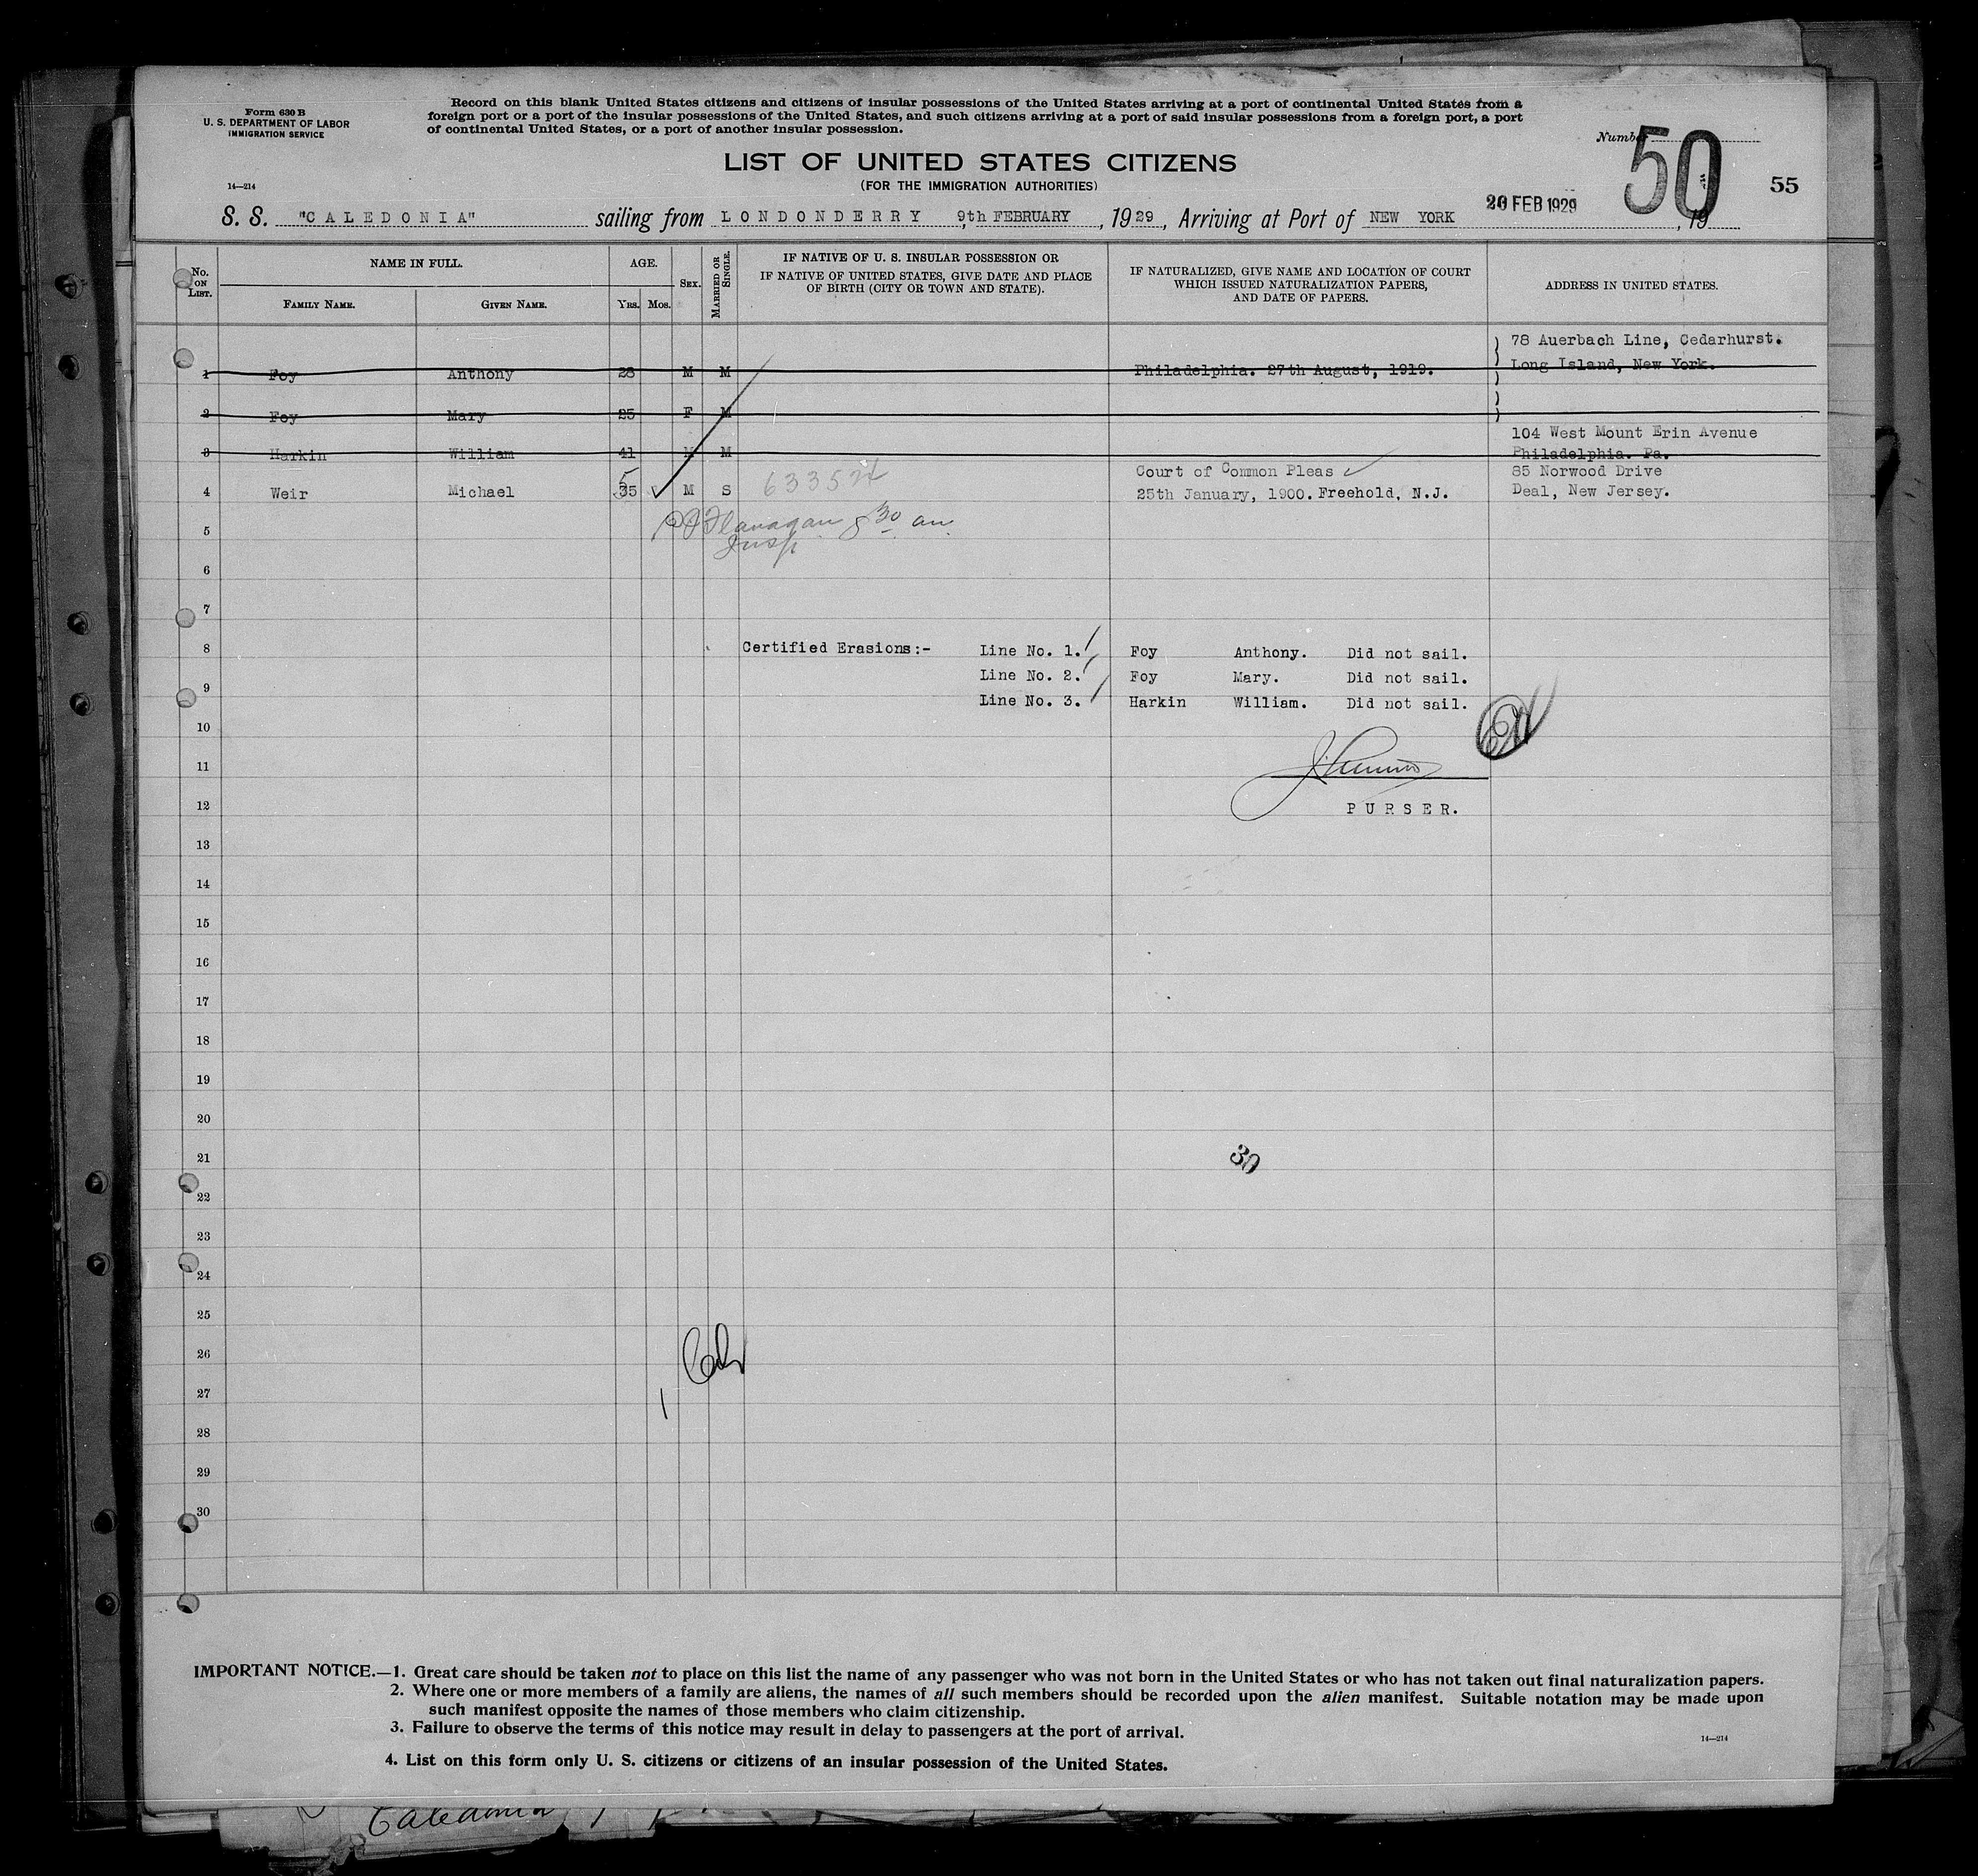 Form 630 B
U. S. DEPARTMENT OF LABOR
IMMIGRATION SERVICE
14—214
Record on this blank United States citizens and citizens of insular possessions of the United States arriving at a port of continental United States from a
foreign port or a port of the insular possessions of the United States, and such citizens arriving at a port of said insular possessions from a foreign port, a port
of continental United States, or a port of another insular possession.
Number 50
55
LIST OF UNITED STATES CITIZENS
(FOR THE IMMIGRATION AUTHORITIES)
S. S. "CALEDONIA" sailing from LONDONDERRY, 9th FEBRUARY, 1929, Arriving at Port of NEW YORK 20 FEB 1929, 19
No. ON LIST. NAME IN FULL. FAMILY NAME. GIVEN NAME. AGE. YRS. MOS. SEX. MARRIED OR SINGLE.
IF NATIVE OF U. S. INSULAR POSSESSION OR
IF NATIVE OF UNITED STATES, GIVE DATE AND PLACE
OF BIRTH (CITY OR TOWN AND STATE).
IF NATURALIZED, GIVE NAME AND LOCATION OF COURT
WHICH ISSUED NATURALIZATION PAPERS,
AND DATE OF PAPERS.
ADDRESS IN UNITED STATES.
78 Auerbach Line, Cedarhurst.
1 Foy Anthony 28 M M Philadelphia. 27th August, 1919. Long Island, New York.
2 Foy Mary 25 F M
104 West Mount Erin Avenue
3 Harkin William 41 M M Philadelphia. Pa.
Court of Common Pleas 85 Norwood Drive
4 Weir Michael 35 5 M S 633524 25th January, 1900. Freehold, N.J. Deal, New Jersey.
5 Flanagan 8 30 am
Insp
6
7
8 Certified Erasions:- Line No. 1. Foy Anthony. Did not sail.
Line No. 2. Foy Mary. Did not sail.
9 Line No. 3. Harkin William. Did not sail.
10
11
12 PURSER.
13
14
15
16
17
18
19
20
21 30
22
23
24
25
26
27
28
29
30
IMPORTANT NOTICE.—1. Great care should be taken not to place on this list the name of any passenger who was not born in the United States or who has not taken out final naturalization papers.
2. Where one or more members of a family are aliens, the names of all such members should be recorded upon the alien manifest. Suitable notation may be made upon
such manifest opposite the names of those members who claim citizenship.
3. Failure to observe the terms of this notice may result in delay to passengers at the port of arrival.
14—214
4. List on this form only U. S. citizens or citizens of an insular possession of the United States.
Caledonia